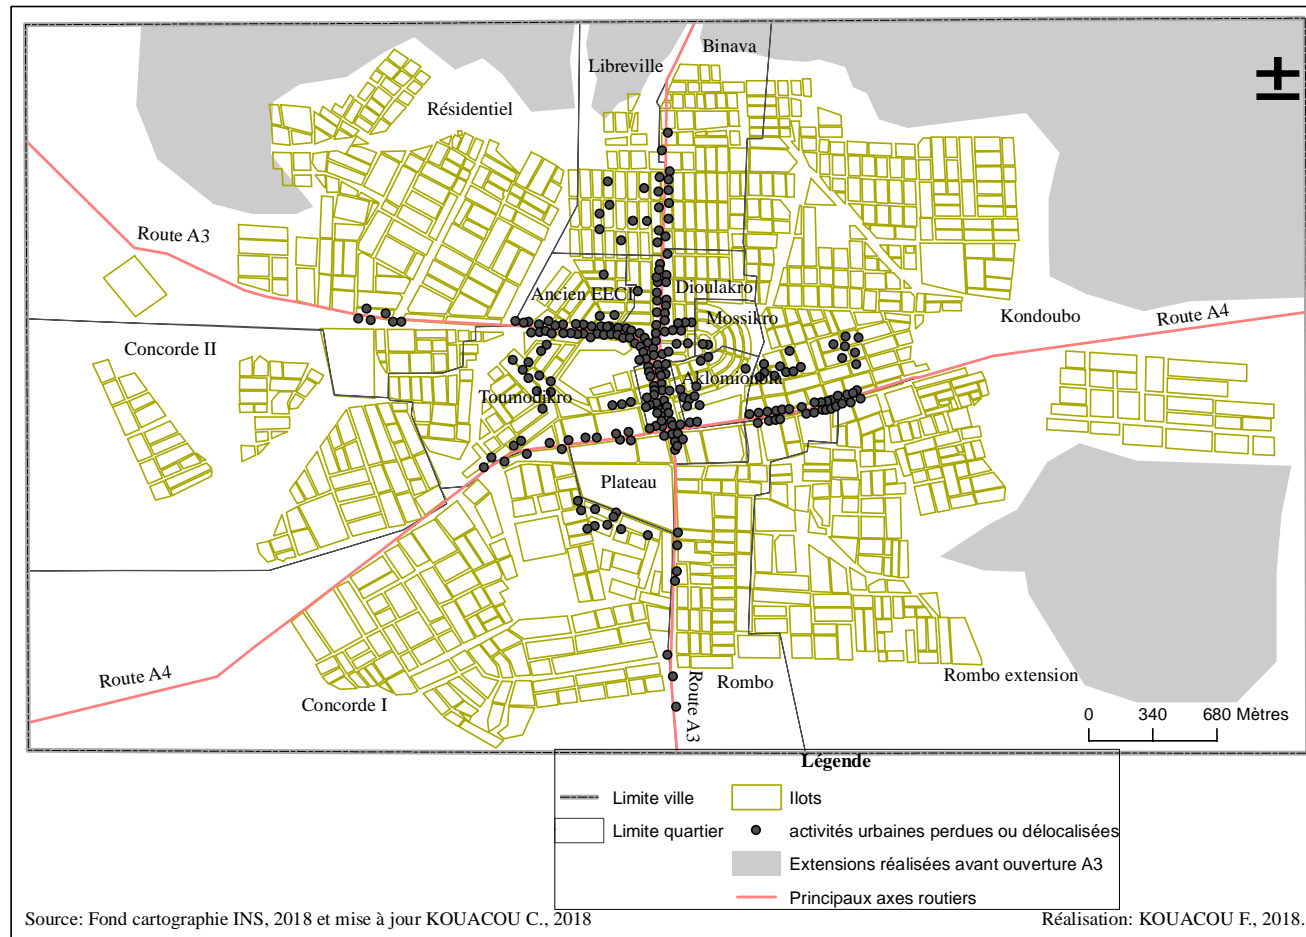 Binava
Libreville
Résidentiel
Route A3
Ancien EECI
Dioulakro
Mossikro
Kondoubo
Route A4
Concorde II
Toumodikro
Aklomionbla
Plateau
Route A4
Concorde I
Route A3
Rombo
Rombo extension
0 340 680 Mètres
Légende
Limite ville
Ilots
Limite quartier
activités urbaines perdues ou délocalisées
Extensions réalisées avant ouverture A3
Principaux axes routiers
Source: Fond cartographie INS, 2018 et mise à jour KOUACOU C., 2018
Réalisation: KOUACOU F., 2018.